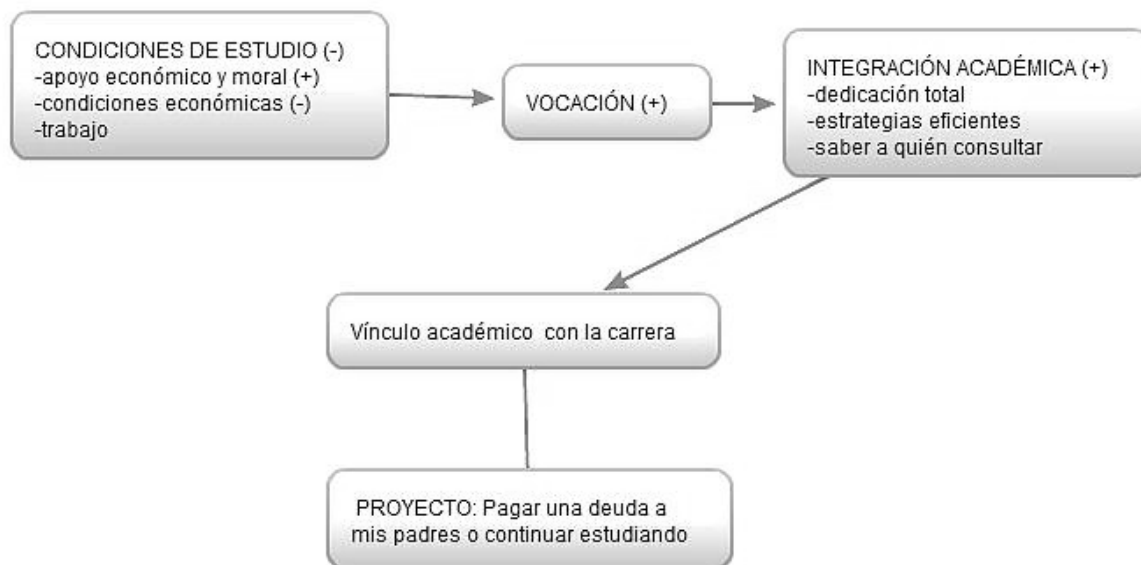 CONDICIONES DE ESTUDIO (-)
-apoyo económico y moral (+)
-condiciones económicas (-)
-trabajo
VOCACIÓN (+)
INTEGRACIÓN ACADÉMICA (+)
-dedicación total
-estrategias eficientes
-saber a quién consultar
Vínculo académico con la carrera
PROYECTO: Pagar una deuda a
mis padres o continuar estudiando